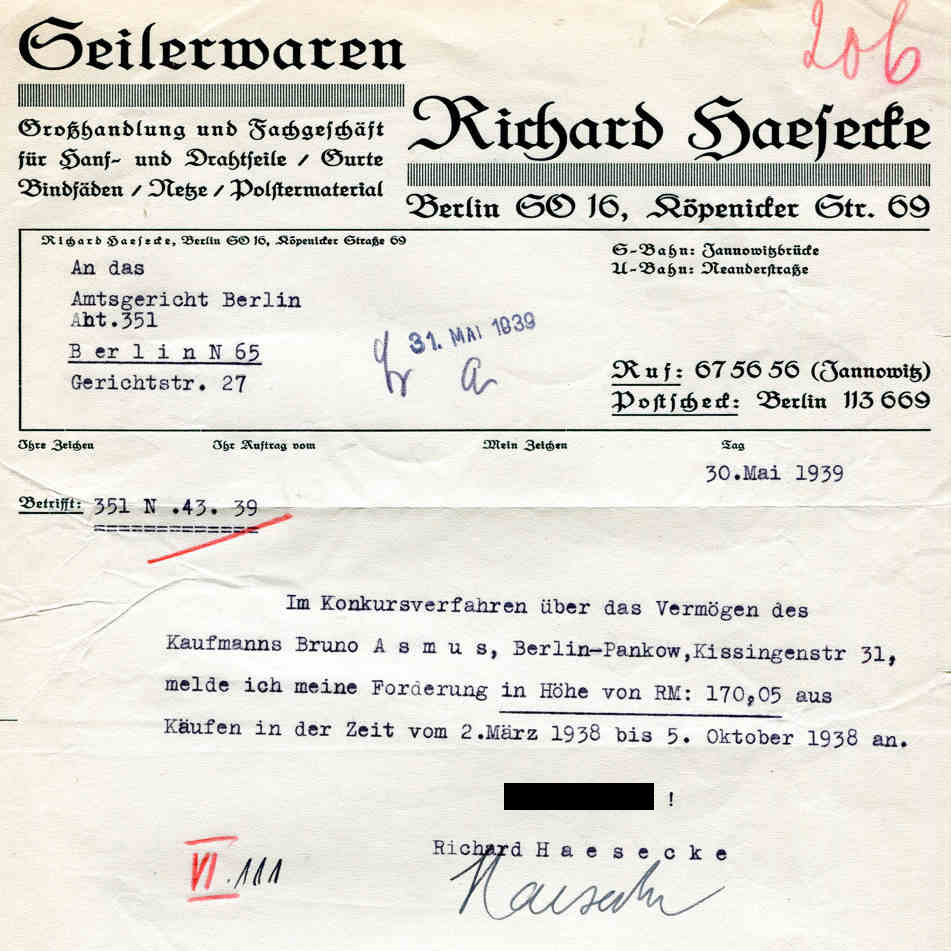 Seilerwaren
206
Großhandlung und Fachgeschäft
für Hanf- und Drahtseile / Gurte
Bindfäden / Netze / Polstermaterial
Richard Haesecke
Berlin SO 16, Köpenicker Str. 69
Richard Haesecke, Berlin SO 16, Köpenicker Straße 69
S-Bahn: Jannowitzbrücke
U-Bahn: Neanderstraße
An das
Amtsgericht Berlin
Aht.351
B e r l i n N 65
Gerichtstr. 27
31. MAI 1939
Ruf: 67 56 56 (Jannowitz)
Postscheck: Berlin 113 669
Ihre Zeichen Ihr Auftrag vom Mein Zeichen Tag
30.Mai 1939
Betrifft: 351 N .43. 39
=============
Im Konkursverfahren über das Vermögen des
Kaufmanns Bruno A s m u s, Berlin-Pankow,Kissingenstr 31,
melde ich meine Forderung in Höhe von RM: 170,05 aus
Käufen in der Zeit vom 2.März 1938 bis 5. Oktober 1938 an.
!
Richard H a e s e c k e
Haesecke
VI.111